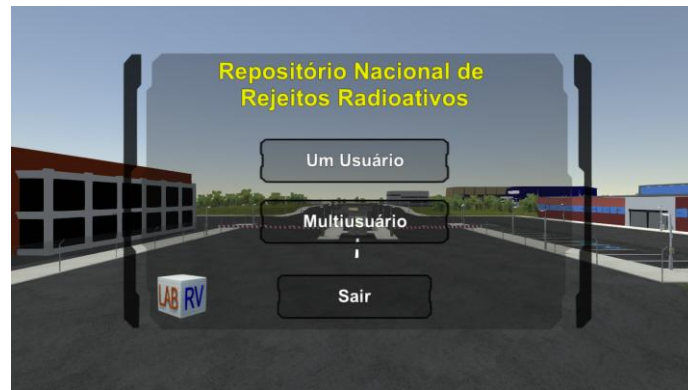 Repositório Nacional de
Rejeitos Radioativos
Um Usuário
Multiusuário
Sair
LAB RV